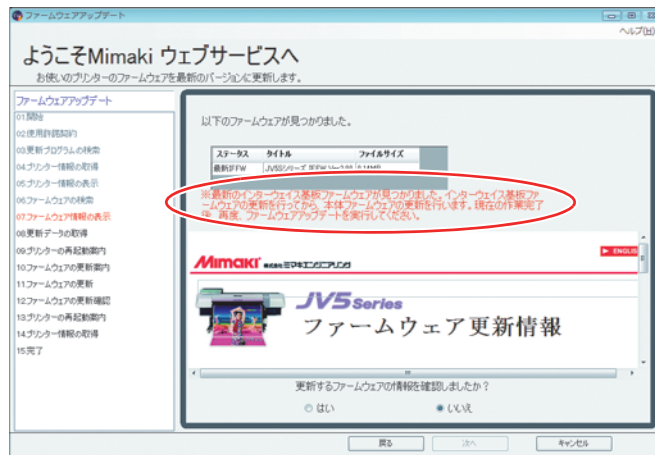 ファームウェアアップデート
ヘルプ(H)
ようこそMimaki ウェブサービスへ
お使いのプリンターのファームウェアを最新のバージョンに更新します。
ファームウェアアップデート
01.開始
02.使用許諾契約
03.更新プログラムの検索
04.プリンター情報の取得
05.プリンター情報の表示
06.ファームウェアの検索
07.ファームウェア情報の表示
08.更新データの取得
09.プリンターの再起動案内
10.ファームウェアの更新案内
11.ファームウェアの更新
12.ファームウェアの更新確認
13.プリンターの再起動案内
14.プリンター情報の取得
15.完了
以下のファームウェアが見つかりました。
ステータス タイトル ファイルサイズ
最新IFFW
※最新のインターウェイス基板ファームウェアが見つかりました。インターウェイス基板ファ
ームウェアの更新を行ってから、本体ファームウェアの更新を行います。現在の作業完了
後、再度、ファームウェアアップデートを実行してください。
ENGLIS
MIMAKI 株式会社ミマキエンジニアリング
JV5 Series
ファームウェア更新情報
更新するファームウェアの情報を確認しましたか？
はい いいえ
戻る 次へ キャンセル